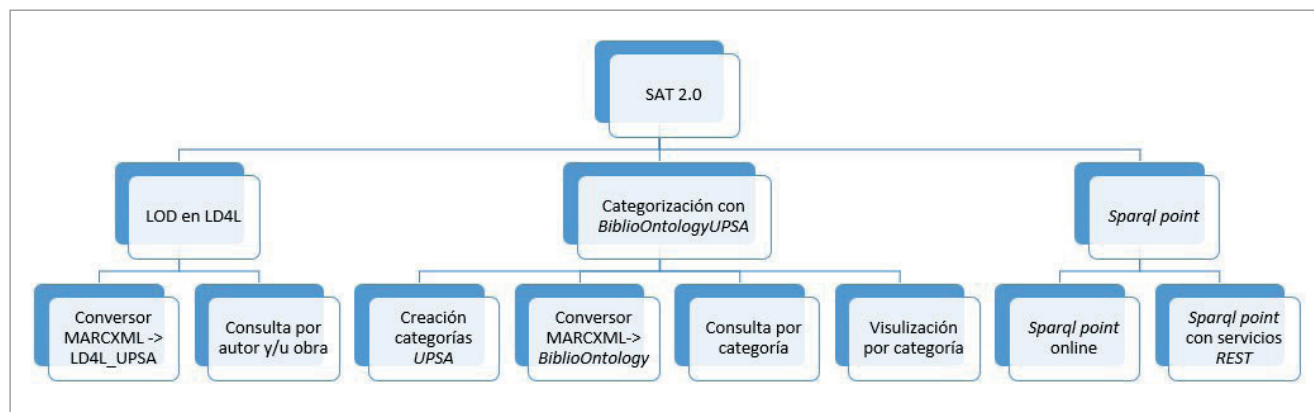 SAT 2.0
LOD en LD4L
Categorización con
BiblioOntologyUPSA
Sparql point
Conversor
MARCXML ->
LD4L_UPSA
Consulta por
autor y/u obra
Creación
categorías
UPSA
Conversor
MARCXML->
BiblioOntology
Consulta por
categoría
Visulización
por categoría
Sparql point
online
Sparql point
con servicios
REST